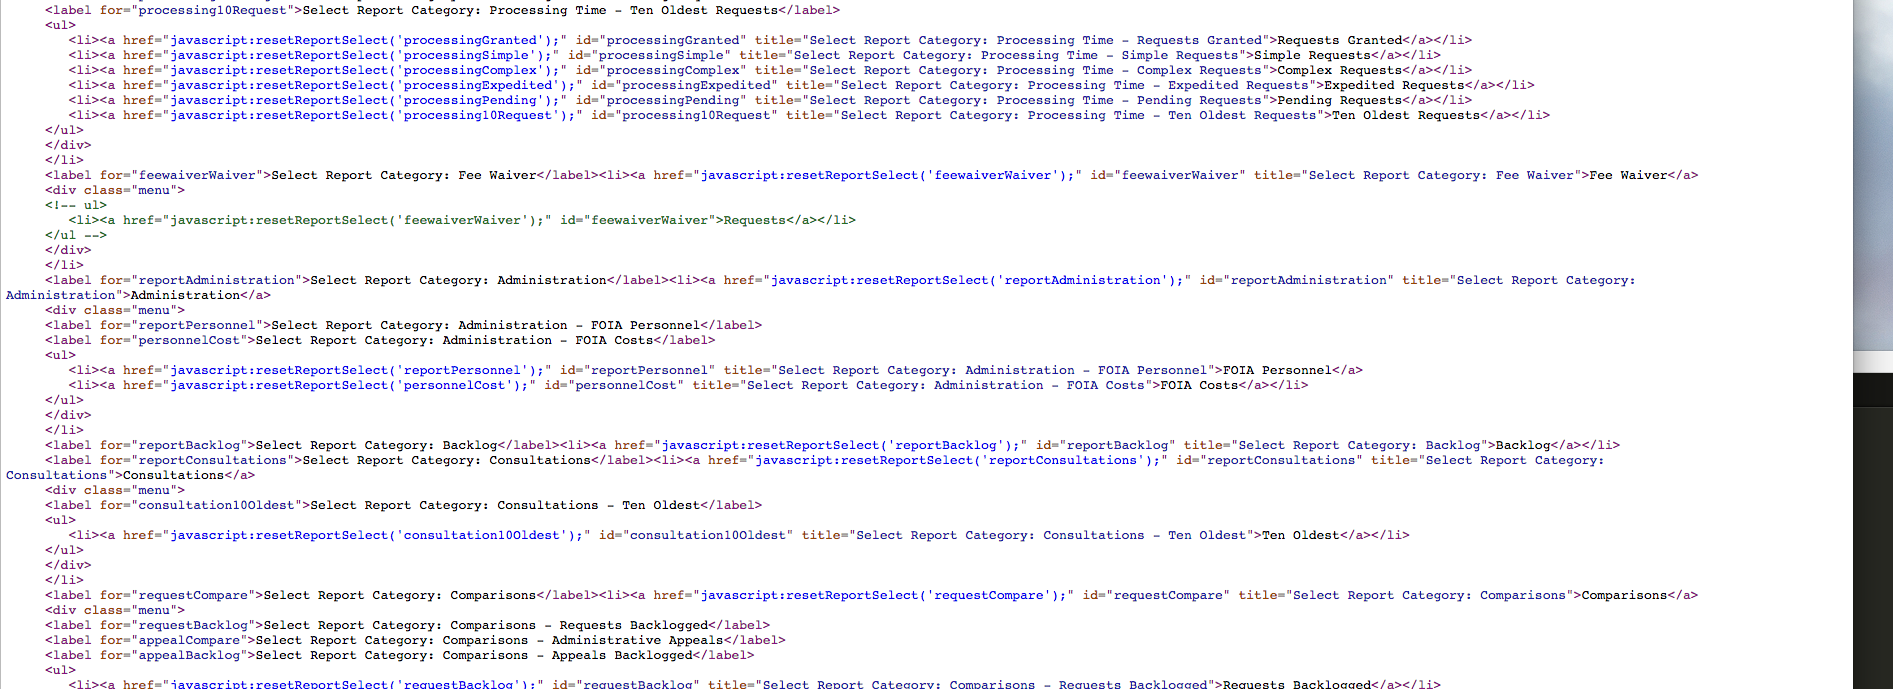 <label for="processing10Request">Select Report Category: Processing Time - Ten Oldest Requests</label>
<ul>
<li><a href="javascript:resetReportSelect('processingGranted');" id="processingGranted" title="Select Report Category: Processing Time - Requests Granted">Requests Granted</a></li>
<li><a href="javascript:resetReportSelect('processingSimple');" id="processingSimple" title="Select Report Category: Processing Time - Simple Requests">Simple Requests</a></li>
<li><a href="javascript:resetReportSelect('processingComplex');" id="processingComplex" title="Select Report Category: Processing Time - Complex Requests">Complex Requests</a></li>
<li><a href="javascript:resetReportSelect('processingExpedited');" id="processingExpedited" title="Select Report Category: Processing Time - Expedited Requests">Expedited Requests</a></li>
<li><a href="javascript:resetReportSelect('processingPending');" id="processingPending" title="Select Report Category: Processing Time - Pending Requests">Pending Requests</a></li>
<li><a href="javascript:resetReportSelect('processing10Request');" id="processing10Request" title="Select Report Category: Processing Time - Ten Oldest Requests">Ten Oldest Requests</a></li>
</ul>
</div>
</li>
<label for="feewaiverWaiver">Select Report Category: Fee Waiver</label><li><a href="javascript:resetReportSelect('feewaiverWaiver');" id="feewaiverWaiver" title="Select Report Category: Fee Waiver">Fee Waiver</a>
<div class="menu">
<!-- ul>
<li><a href="javascript:resetReportSelect('feewaiverWaiver');" id="feewaiverWaiver">Requests</a></li>
</ul -->
</div>
</li>
<label for="reportAdministration">Select Report Category: Administration</label><li><a href="javascript:resetReportSelect('reportAdministration');" id="reportAdministration" title="Select Report Category:
Administration">Administration</a>
<div class="menu">
<label for="reportPersonnel">Select Report Category: Administration - FOIA Personnel</label>
<label for="personnelCost">Select Report Category: Administration - FOIA Costs</label>
<ul>
<li><a href="javascript:resetReportSelect('reportPersonnel');" id="reportPersonnel" title="Select Report Category: Administration - FOIA Personnel">FOIA Personnel</a>
<li><a href="javascript:resetReportSelect('personnelCost');" id="personnelCost" title="Select Report Category: Administration - FOIA Costs">FOIA Costs</a></li>
</ul>
</div>
</li>
<label for="reportBacklog">Select Report Category: Backlog</label><li><a href="javascript:resetReportSelect('reportBacklog');" id="reportBacklog" title="Select Report Category: Backlog">Backlog</a></li>
<label for="reportConsultations">Select Report Category: Consultations</label><li><a href="javascript:resetReportSelect('reportConsultations');" id="reportConsultations" title="Select Report Category:
Consultations">Consultations</a>
<div class="menu">
<label for="consultation10Oldest">Select Report Category: Consultations - Ten Oldest</label>
<ul>
<li><a href="javascript:resetReportSelect('consultation10Oldest');" id="consultation10Oldest" title="Select Report Category: Consultations - Ten Oldest">Ten Oldest</a></li>
</ul>
</div>
</li>
<label for="requestCompare">Select Report Category: Comparisons</label><li><a href="javascript:resetReportSelect('requestCompare');" id="requestCompare" title="Select Report Category: Comparisons">Comparisons</a>
<div class="menu">
<label for="requestBacklog">Select Report Category: Comparisons - Requests Backlogged</label>
<label for="appealCompare">Select Report Category: Comparisons - Administrative Appeals</label>
<label for="appealBacklog">Select Report Category: Comparisons - Appeals Backlogged</label>
<ul>
<li><a href="javascript:resetReportSelect('requestBacklog');" id="requestBacklog" title="Select Report Category: Comparisons - Requests Backlogged">Requests Backlogged</a></li>